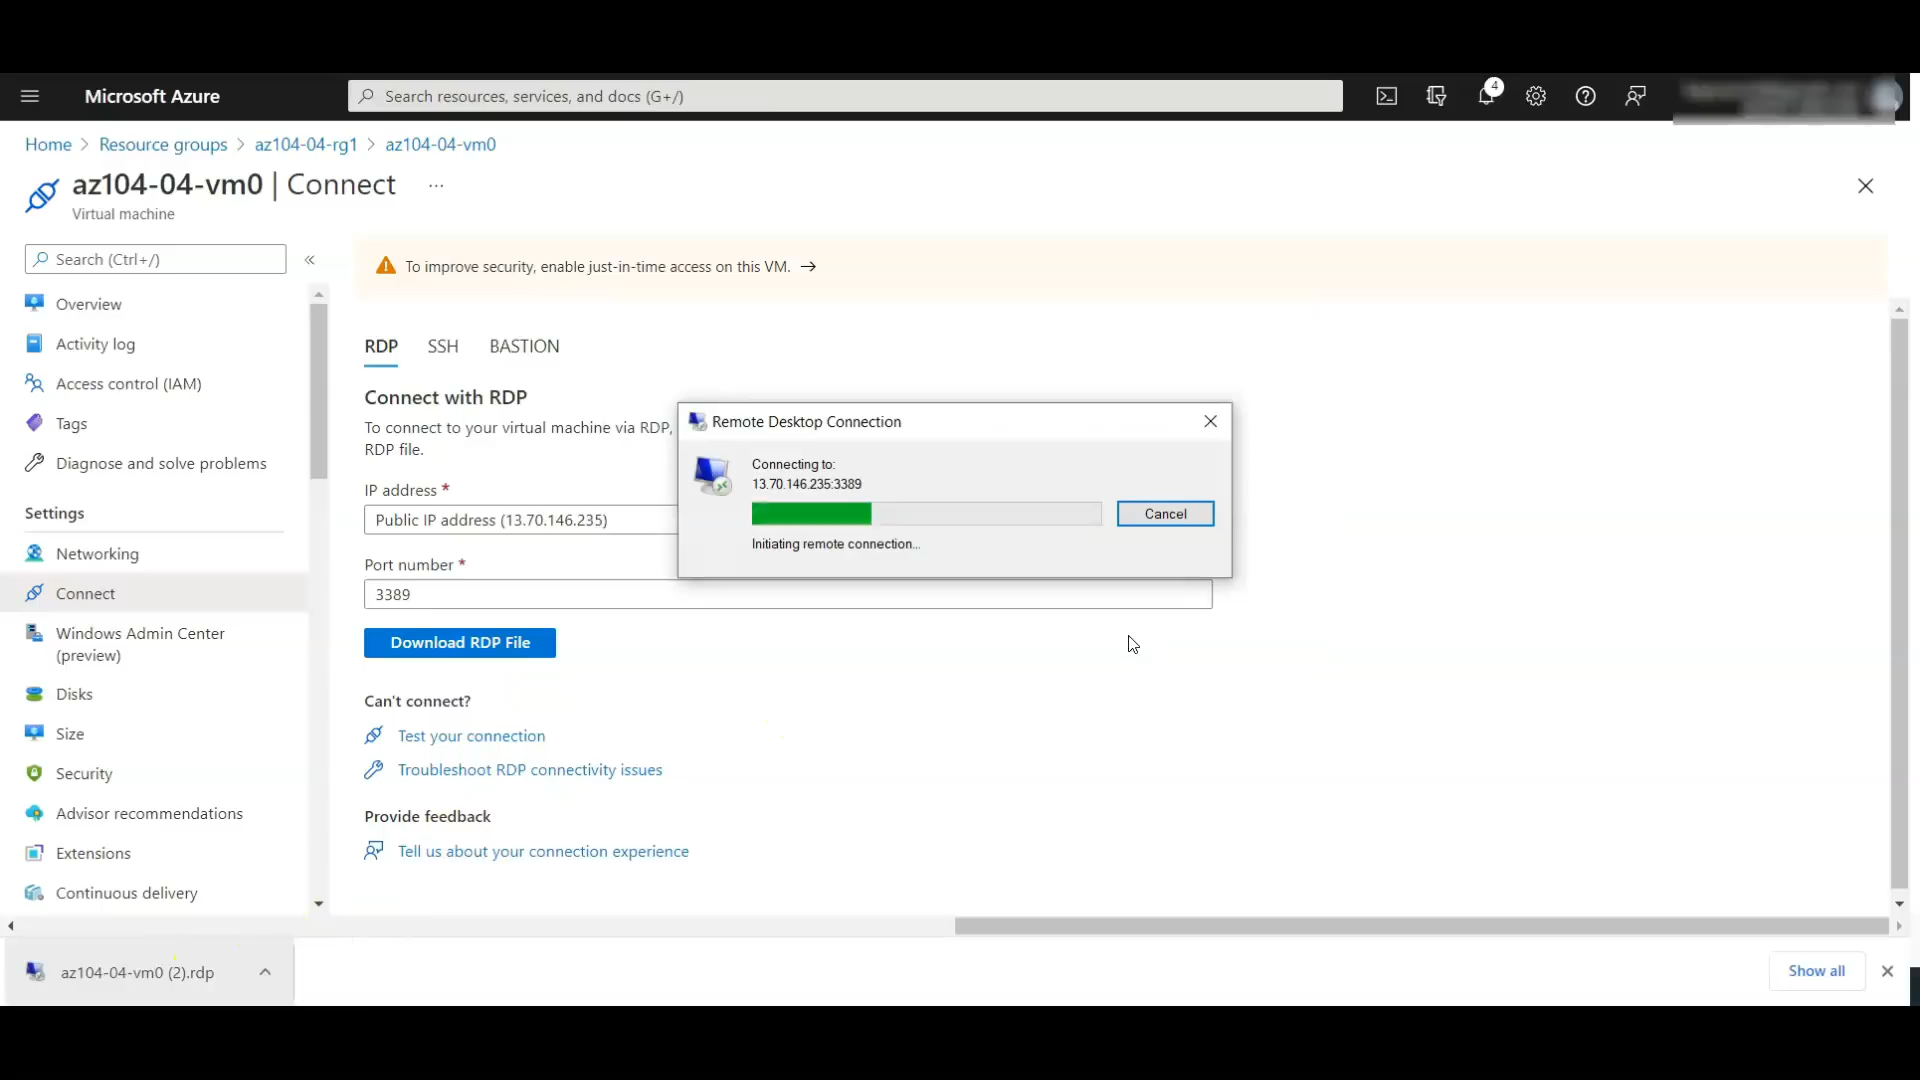 Microsoft Azure
Search resources, services, and docs (G+/)
4
Home > Resource groups > az104-04-rg1 > az104-04-vm0
az104-04-vm0 | Connect ...
Virtual machine
Search (Ctrl+/)
«
Overview
Activity log
Access control (IAM)
Tags
Diagnose and solve problems
Settings
Networking
Connect
Windows Admin Center
(preview)
Disks
Size
Security
Advisor recommendations
Extensions
Continuous delivery
To improve security, enable just-in-time access on this VM. →
RDP SSH BASTION
Connect with RDP
To connect to your virtual machine via RDP,
RDP file.
IP address *
Public IP address (13.70.146.235)
Port number *
3389
Download RDP File
Can't connect?
Test your connection
Troubleshoot RDP connectivity issues
Provide feedback
Tell us about your connection experience
Remote Desktop Connection
Connecting to:
13.70.146.235:3389
Cancel
Initiating remote connection...
az104-04-vm0 (2).rdp
Show all